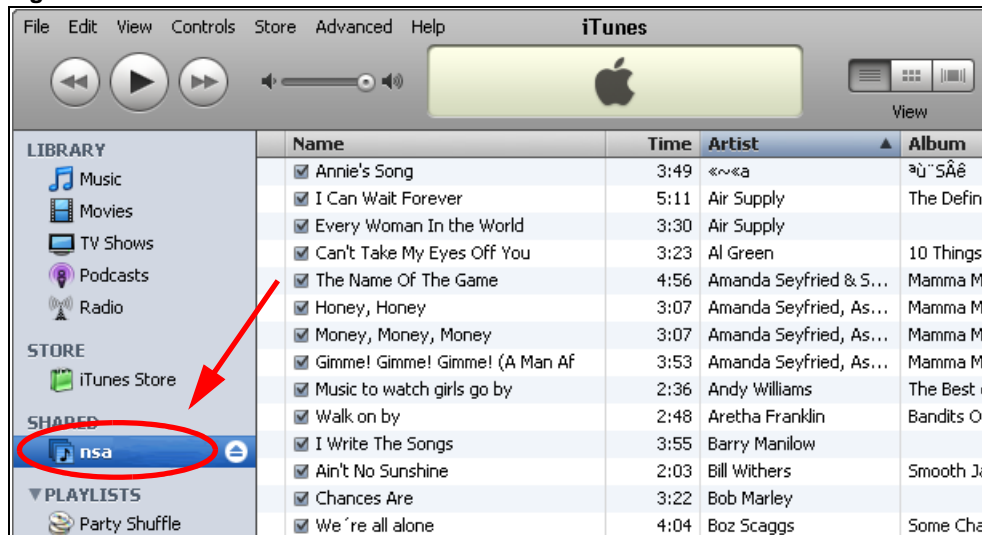 File Edit View Controls Store Advanced Help iTunes
View
LIBRARY
Music
Movies
TV Shows
Podcasts
Radio
STORE
iTunes Store
SHARED
nsa
PLAYLISTS
Party Shuffle
Name Time Artist Album
Annie's Song 3:49 «~«a ªù¨SÂê
I Can Wait Forever 5:11 Air Supply The Defin
Every Woman In the World 3:30 Air Supply
Can't Take My Eyes Off You 3:23 Al Green 10 Things
The Name Of The Game 4:56 Amanda Seyfried & S... Mamma M
Honey, Honey 3:07 Amanda Seyfried, As... Mamma M
Money, Money, Money 3:07 Amanda Seyfried, As... Mamma M
Gimme! Gimme! Gimme! (A Man Af 3:53 Amanda Seyfried, As... Mamma M
Music to watch girls go by 2:36 Andy Williams The Best
Walk on by 2:48 Aretha Franklin Bandits O
I Write The Songs 3:55 Barry Manilow
Ain't No Sunshine 2:03 Bill Withers Smooth Ja
Chances Are 3:22 Bob Marley
We´re all alone 4:04 Boz Scaggs Some Cha